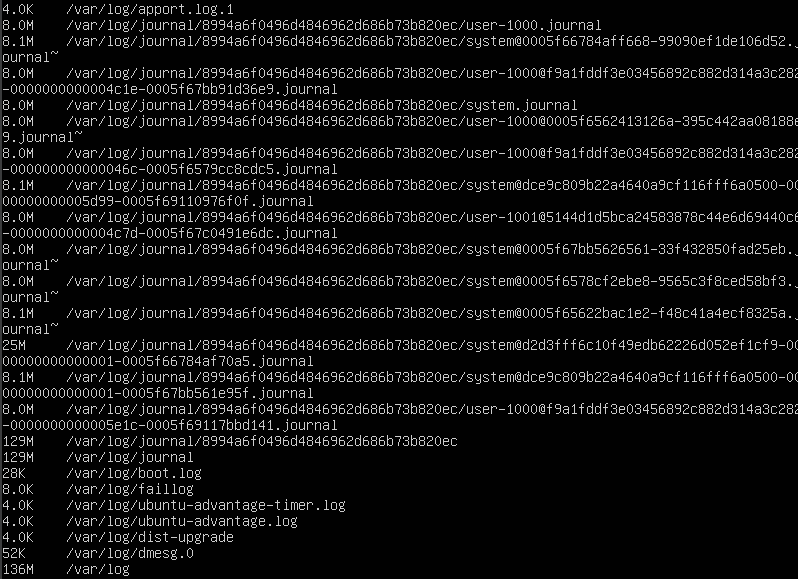 4.0K    /var/log/apport.log.1
8.0M    /var/log/journal/8994a6f0496d4846962d686b73b820ec/user-1000.journal
8.1M    /var/log/journal/8994a6f0496d4846962d686b73b820ec/system@0005f66784aff668-99090ef1de106d52.j
ournal~
8.0M    /var/log/journal/8994a6f0496d4846962d686b73b820ec/user-1000@f9a1fddf3e03456892c882d314a3c282
-0000000000004c1e-0005f67bb91d36e9.journal
8.0M    /var/log/journal/8994a6f0496d4846962d686b73b820ec/system.journal
8.0M    /var/log/journal/8994a6f0496d4846962d686b73b820ec/user-1000@0005f6562413126a-395c442aa08188e
9.journal~
8.0M    /var/log/journal/8994a6f0496d4846962d686b73b820ec/user-1000@f9a1fddf3e03456892c882d314a3c282
-000000000000046c-0005f6579cc8cdc5.journal
8.1M    /var/log/journal/8994a6f0496d4846962d686b73b820ec/system@dce9c809b22a4640a9cf116fff6a0500-00
00000000005d99-0005f69110976f0f.journal
8.0M    /var/log/journal/8994a6f0496d4846962d686b73b820ec/user-1001@5144d1d5bca24583878c44e6d69440c6
-0000000000004c7d-0005f67c0491e6dc.journal
8.0M    /var/log/journal/8994a6f0496d4846962d686b73b820ec/system@0005f67bb5626561-33f432850fad25eb.j
ournal~
8.0M    /var/log/journal/8994a6f0496d4846962d686b73b820ec/system@0005f6578cf2ebe8-9565c3f8ced58bf3.j
ournal~
8.1M    /var/log/journal/8994a6f0496d4846962d686b73b820ec/system@0005f65622bac1e2-f48c41a4ecf8325a.j
ournal~
25M     /var/log/journal/8994a6f0496d4846962d686b73b820ec/system@d2d3fff6c10f49edb62226d052ef1cf9-00
00000000000001-0005f66784af70a5.journal
8.1M    /var/log/journal/8994a6f0496d4846962d686b73b820ec/system@dce9c809b22a4640a9cf116fff6a0500-00
00000000000001-0005f67bb561e95f.journal
8.0M    /var/log/journal/8994a6f0496d4846962d686b73b820ec/user-1000@f9a1fddf3e03456892c882d314a3c282
-0000000000005e1c-0005f69117bbd141.journal
129M    /var/log/journal/8994a6f0496d4846962d686b73b820ec
129M    /var/log/journal
28K     /var/log/boot.log
8.0K    /var/log/faillog
4.0K    /var/log/ubuntu-advantage-timer.log
4.0K    /var/log/ubuntu-advantage.log
4.0K    /var/log/dist-upgrade
52K     /var/log/dmesg.0
136M    /var/log